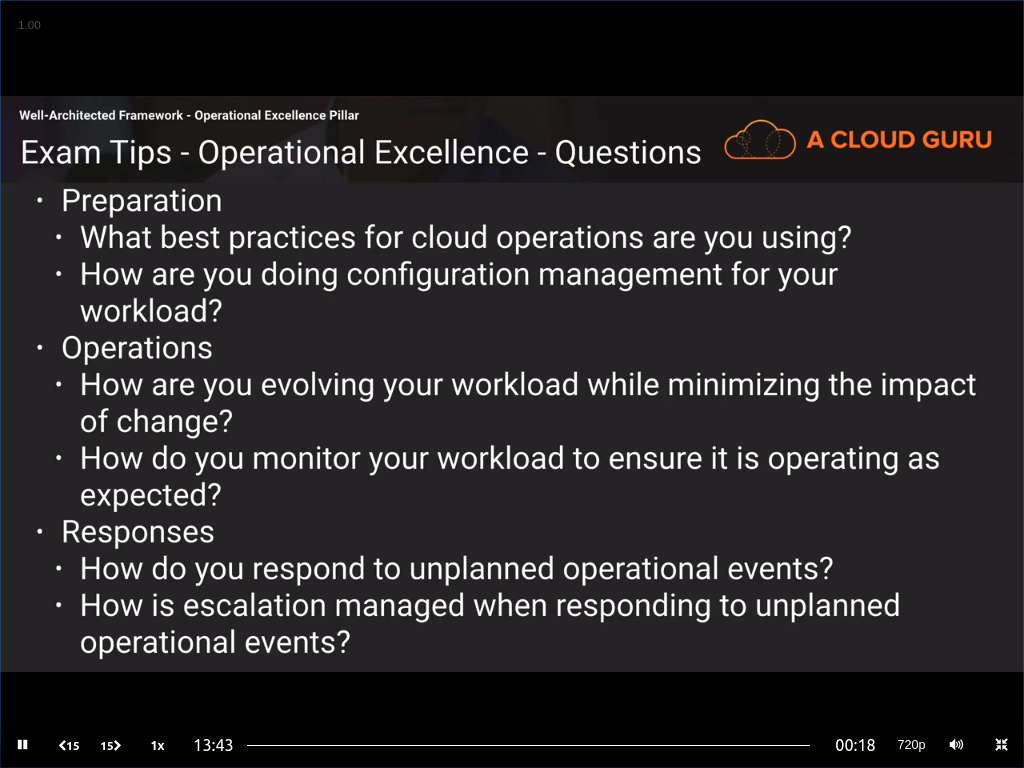 1.00
Well-Architected Framework - Operational Excellence Pillar
Exam Tips - Operational Excellence - Questions
A CLOUD GURU
• Preparation
• What best practices for cloud operations are you using?
• How are you doing configuration management for your
workload?
• Operations
• How are you evolving your workload while minimizing the impact
of change?
• How do you monitor your workload to ensure it is operating as
expected?
• Responses
• How do you respond to unplanned operational events?
• How is escalation managed when responding to unplanned
operational events?
15 15 1x 13:43 00:18 720p